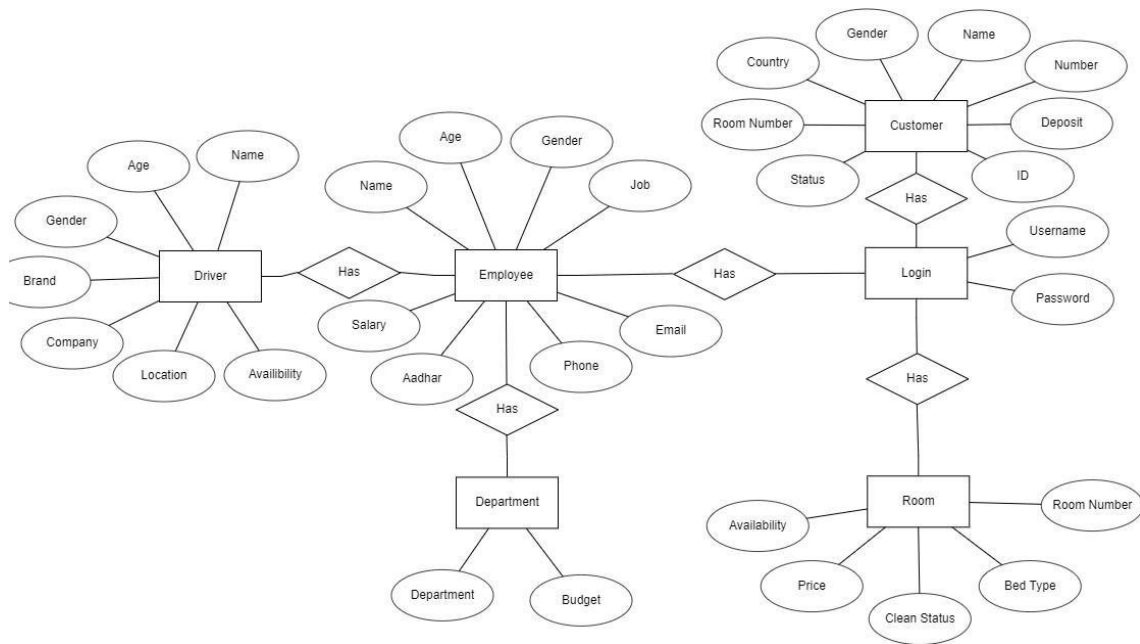 Gender
Name
Country
Number
Room Number
Customer
Deposit
Status
ID
Has
Age
Name
Gender
Driver
Brand
Company
Location
Availibility
Has
Age
Gender
Name
Job
Employee
Salary
Aadhar
Phone
Email
Has
Username
Login
Password
Has
Department
Department
Budget
Has
Room
Room Number
Availability
Price
Clean Status
Bed Type